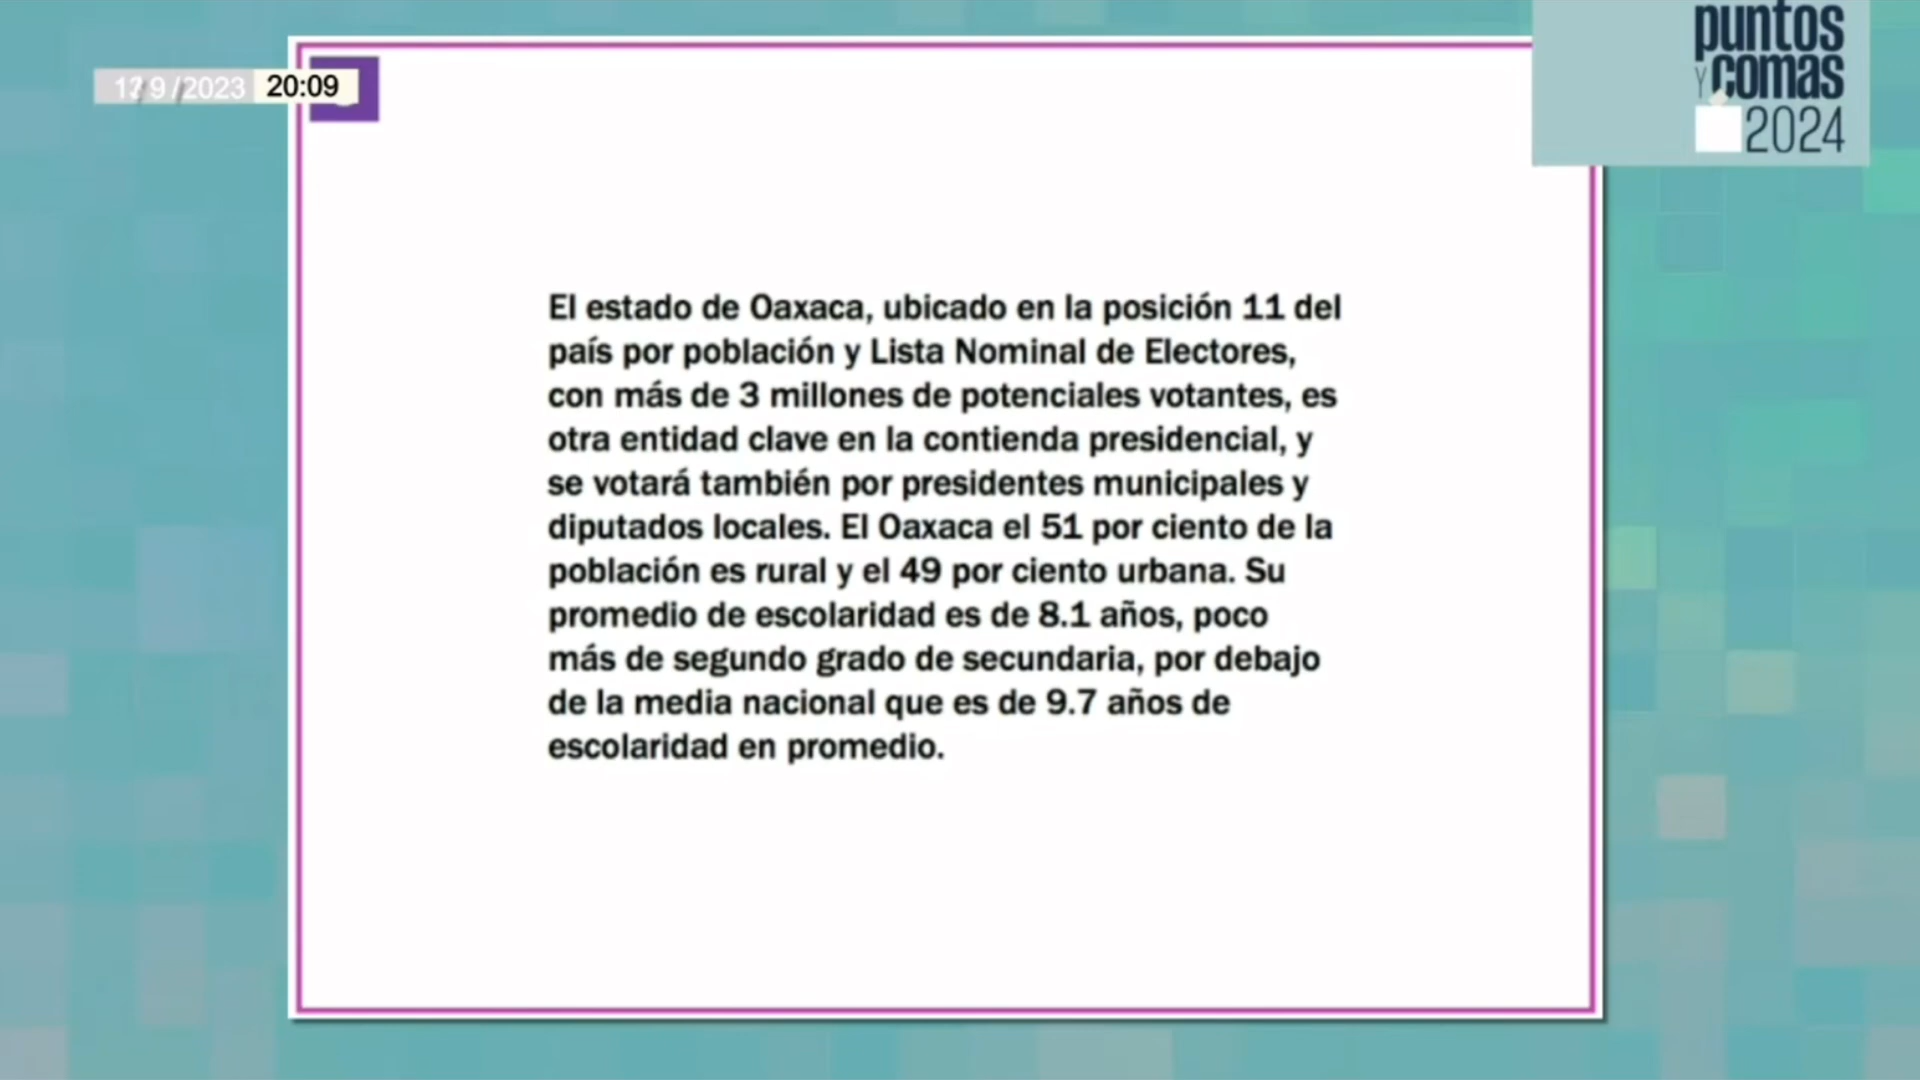 20:09
puntos
Y comas
2024
El estado de Oaxaca, ubicado en la posición 11 del
país por población y Lista Nominal de Electores,
con más de 3 millones de potenciales votantes, es
otra entidad clave en la contienda presidencial, y
se votará también por presidentes municipales y
diputados locales. El Oaxaca el 51 por ciento de la
población es rural y el 49 por ciento urbana. Su
promedio de escolaridad es de 8.1 años, poco
más de segundo grado de secundaria, por debajo
de la media nacional que es de 9.7 años de
escolaridad en promedio.